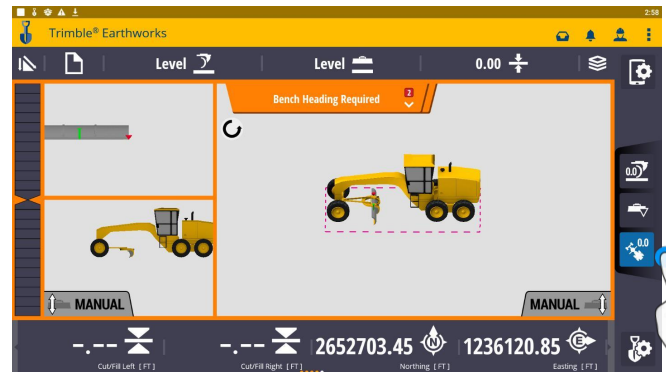 2:58
Trimble® Earthworks
Level
Level
0.00
Bench Heading Required
2
0.0
0.0
MANUAL
MANUAL
-.--
-.--
2652703.45
N
1236120.85
E
Cut/Fill Left [FT]
Cut/Fill Right [FT]
Northing [FT]
Easting [FT]